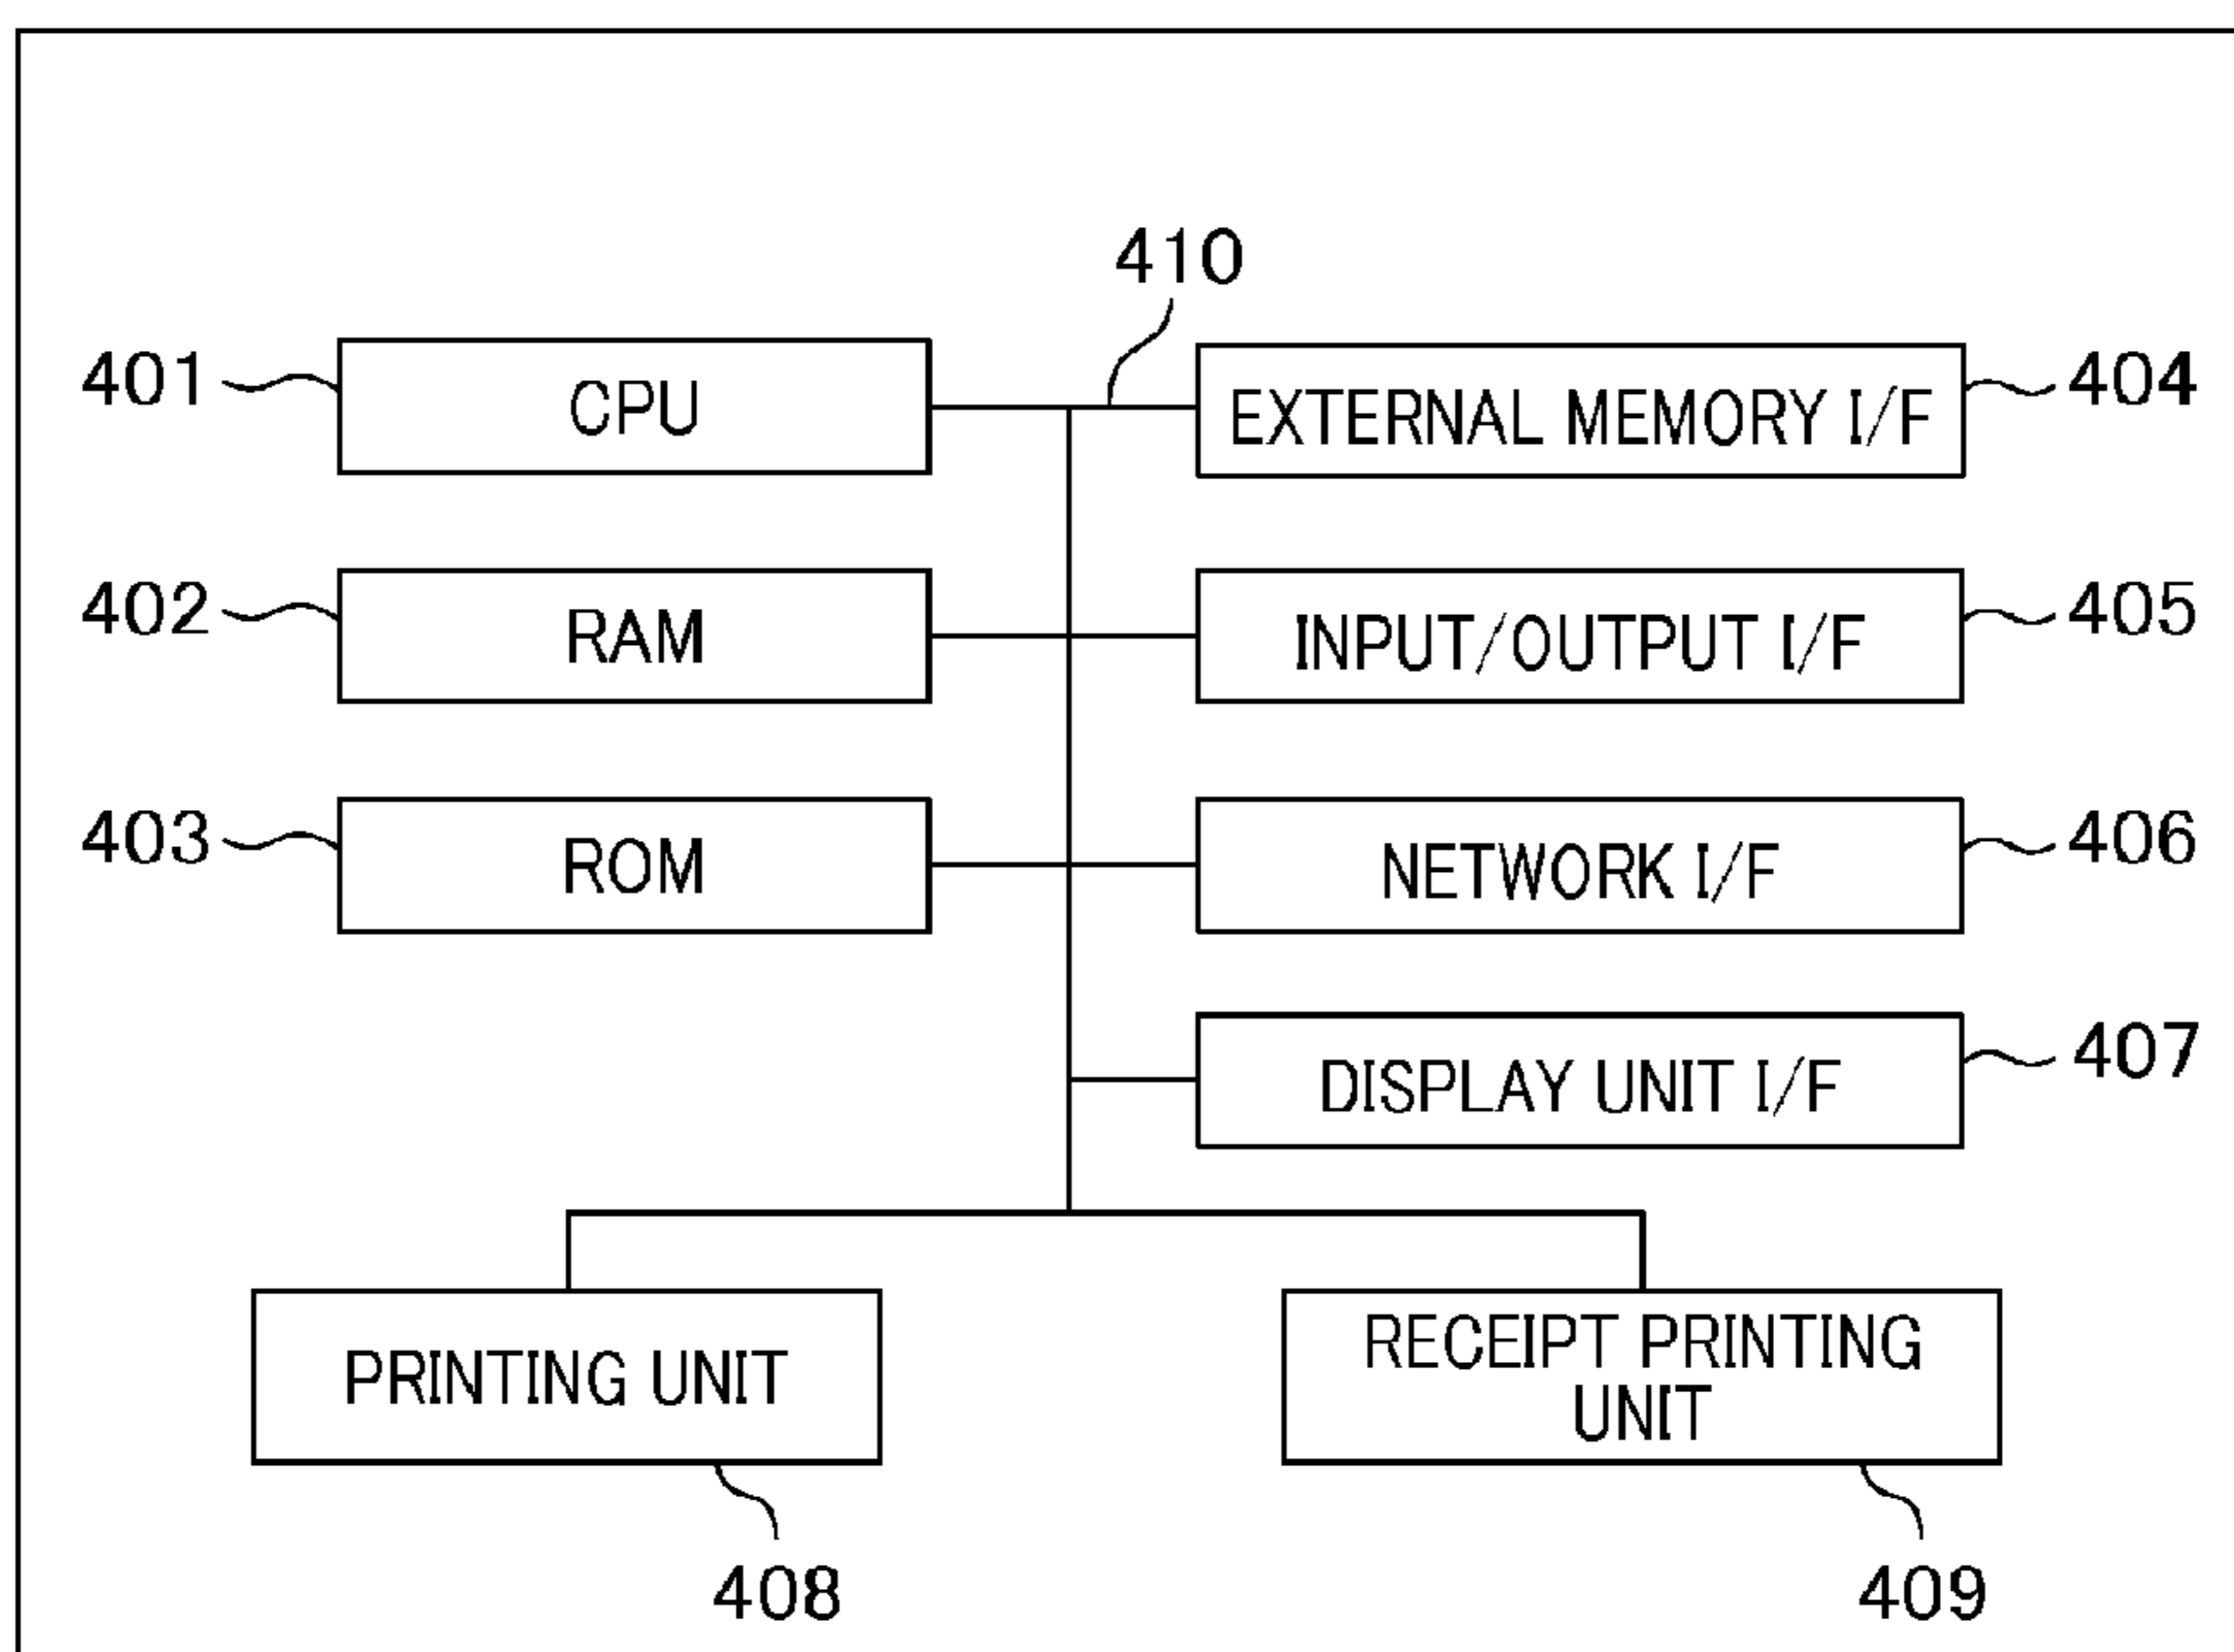 410
401 CPU EXTERNAL MEMORY I/F 404
402 RAM INPUT/OUTPUT I/F 405
403 ROM NETWORK I/F 406
DISPLAY UNIT I/F 407
PRINTING UNIT
RECEIPT PRINTING
UNIT
408 409